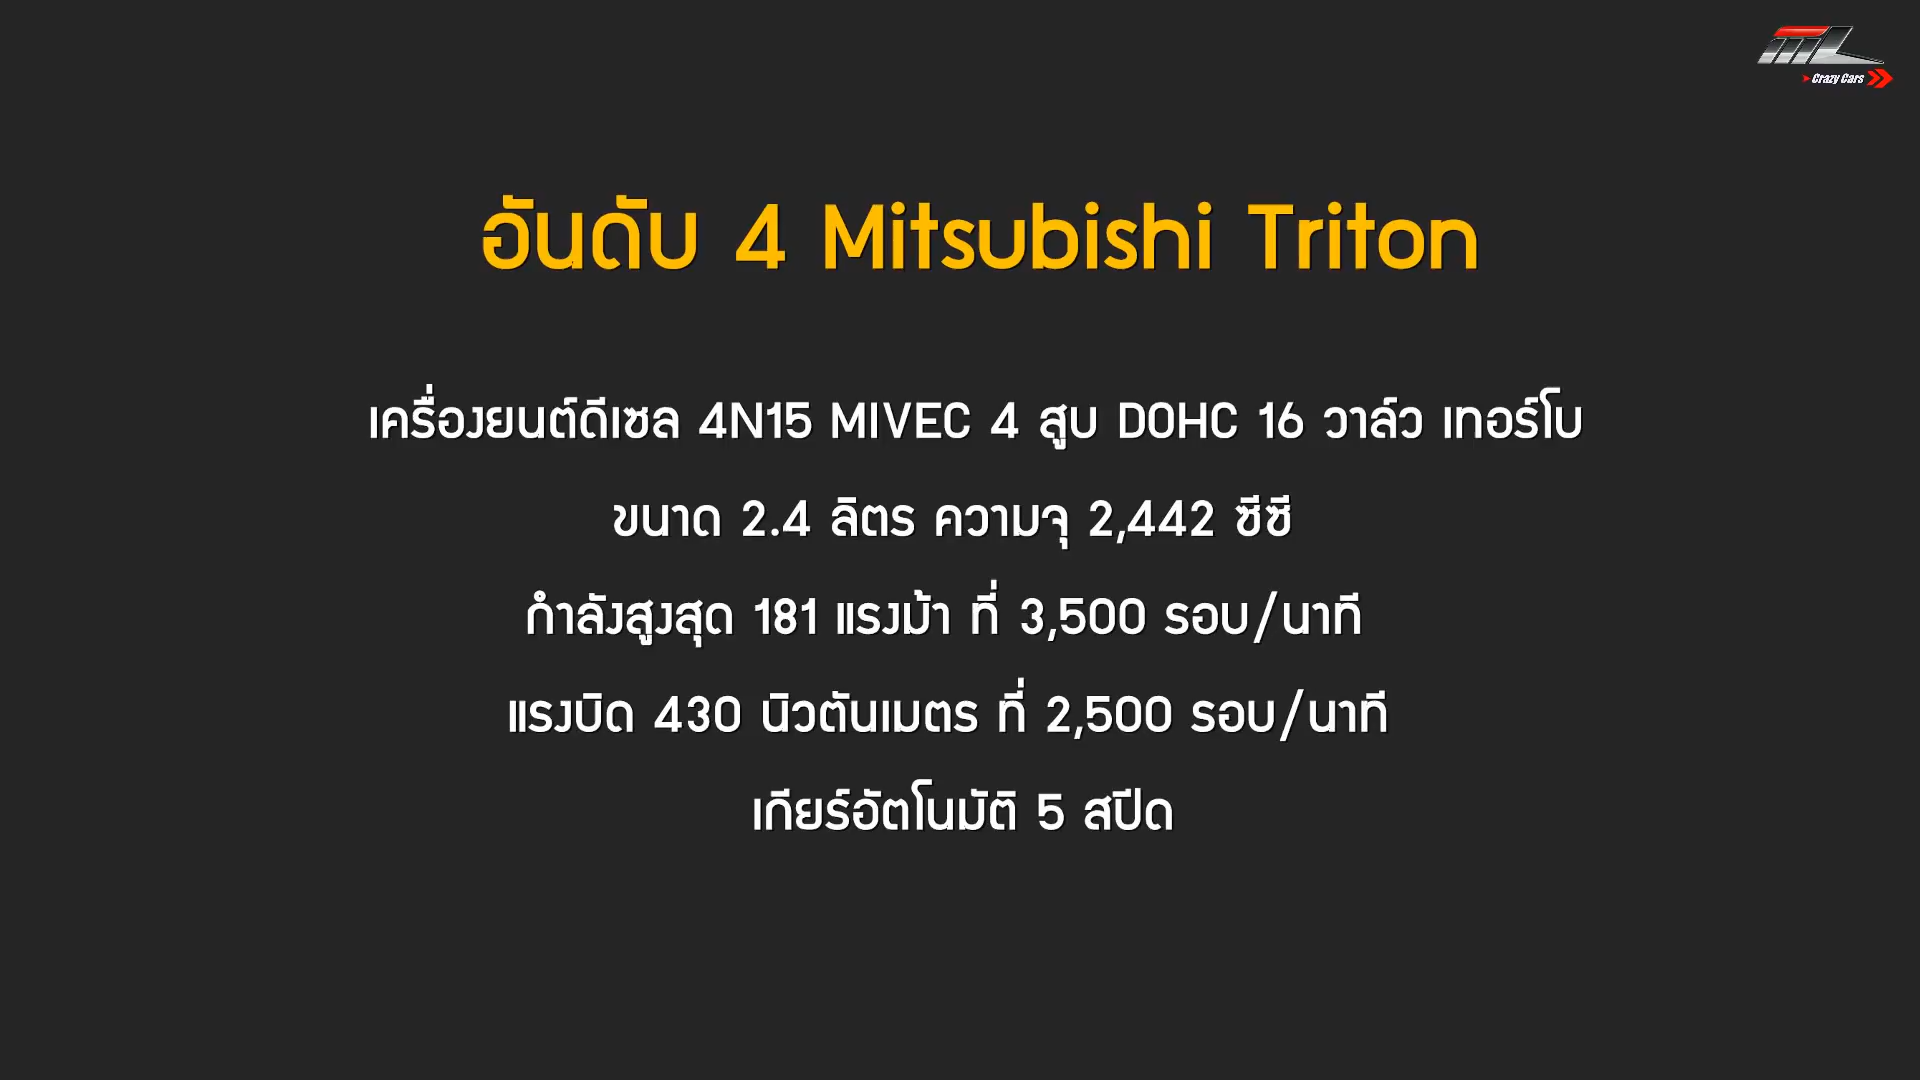 ML
Crazy Cars
อันดับ 4 Mitsubishi Triton
เครื่องยนต์ดีเซล 4N15 MIVEC 4 สูบ DOHC 16 วาล์ว เทอร์โบ
ขนาด 2.4 ลิตร ความจุ 2,442 ซีซี
กำลังสูงสุด 181 แรงม้า ที่ 3,500 รอบ/นาที
แรงบิด 430 นิวตันเมตร ที่ 2,500 รอบ/นาที
เกียร์อัตโนมัติ 5 สปีด